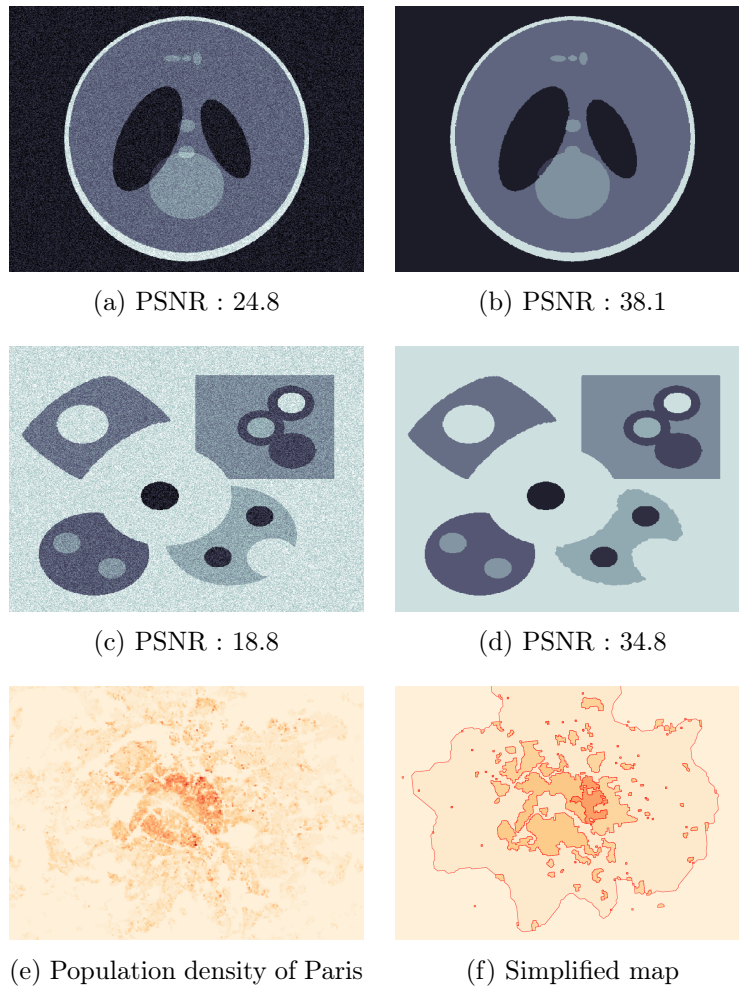 (a) PSNR : 24.8
(b) PSNR : 38.1
(c) PSNR : 18.8
(d) PSNR : 34.8
(e) Population density of Paris
(f) Simplified map